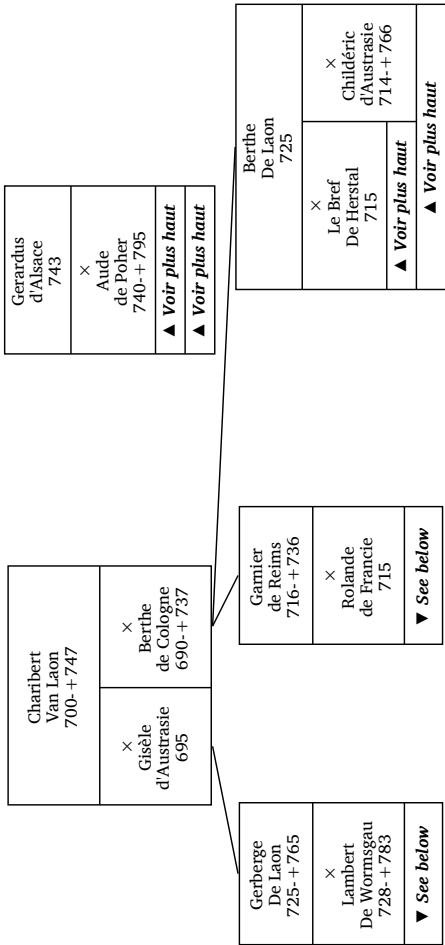 Charibert
Van Laon
700-+747
×
Gisèle
d'Austrasie
695
×
Berthe
de Cologne
690-+737
Gerardus
d'Alsace
743
×
Aude
de Poher
740-+795
▲ Voir plus haut
▲ Voir plus haut
Gerberge
De Laon
725-+765
×
Lambert
De Wormsgau
728-+783
▼ See below
Garnier
de Reims
716-+736
×
Rolande
de Francie
715
▼ See below
Berthe
De Laon
725
×
Le Bref
De Herstal
715
▲ Voir plus haut
×
Childéric
d'Austrasie
714-+766
▲ Voir plus haut